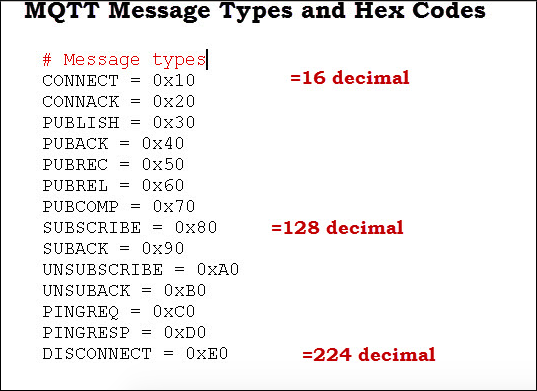 MQTT Message Types and Hex Codes
# Message types
CONNECT = 0x10 =16 decimal
CONNACK = 0x20
PUBLISH = 0x30
PUBACK = 0x40
PUBREC = 0x50
PUBREL = 0x60
PUBCOMP = 0x70
SUBSCRIBE = 0x80 =128 decimal
SUBACK = 0x90
UNSUBSCRIBE = 0xA0
UNSUBACK = 0xB0
PINGREQ = 0xC0
PINGRESP = 0xD0
DISCONNECT = 0xE0 =224 decimal